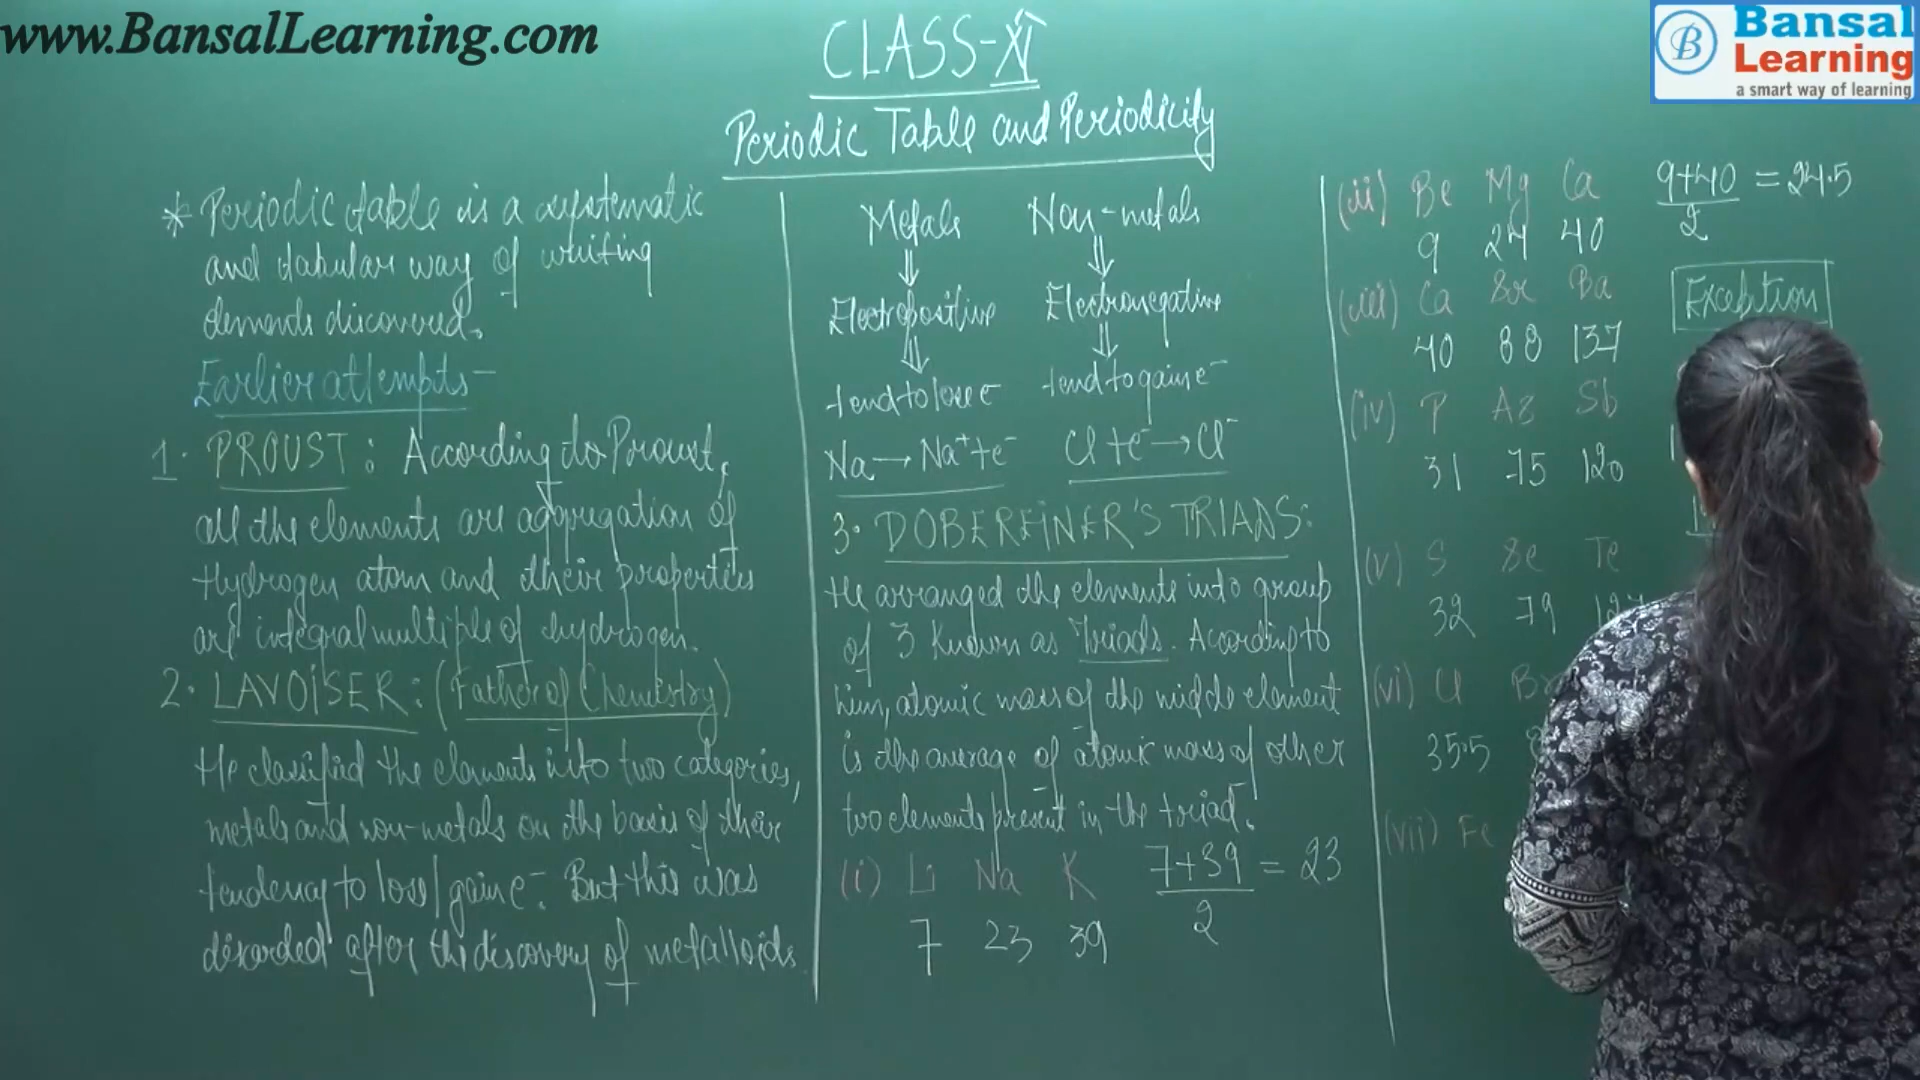 www.BansalLearning.com
Bansal
Learning
a smart way of learning
CLASS-XI
Periodic Table and Periodicity
* Periodic table is a systematic
and tabular way of writing
elements discovered.
Earlier attempts-
1. PROUST: According to Proust,
all the elements are aggregation of
Hydrogen atom and their properties
are integral multiple of hydrogen.
2. LAVOISER: (Father of Chemistry)
He classified the elements into two categories,
metals and non-metals on the basis of their
tendency to lose/gain e⁻. But this was
discarded after the discovery of metalloids.
Metals Non-metals
⇓ ⇓
Electropositive Electronegative
⇓ ⇓
tend to lose e⁻ tend to gain e⁻
Na → Na⁺+e⁻ Cl+e⁻ → Cl⁻
3. DOBEREINER'S TRIADS:
He arranged the elements into group
of 3 known as Triads. According to
him, atomic mass of the middle element
is the average of atomic mass of other
two elements present in the triad.
(i) Li Na K 7+39/2 = 23
7 23 39
(ii) Be Mg Ca 9+40/2 = 24.5
9 24 40
(iii) Ca Sr Ba
40 88 137
Exception
(iv) P As Sb
31 75 120
(v) S Se Te
32 79
(vi) Cl Br
35.5
(vii) Fe